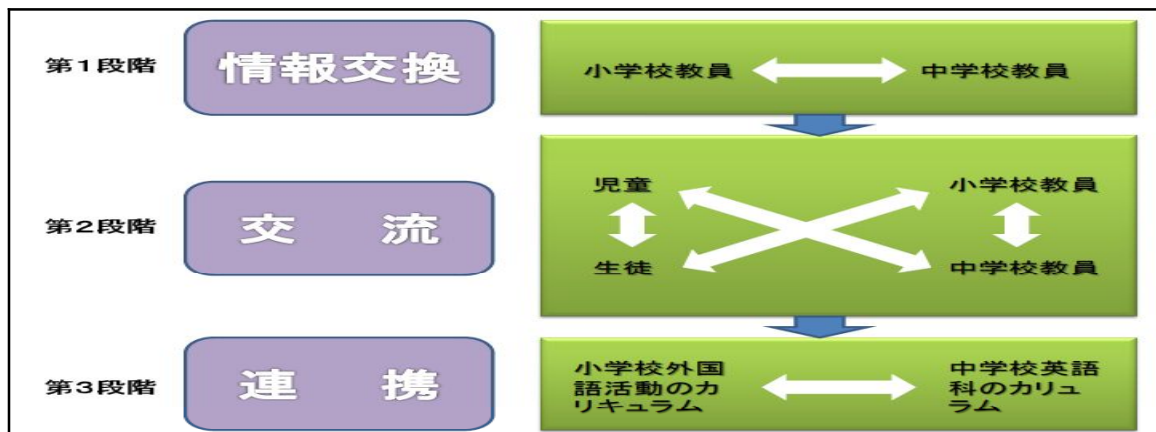 第1段階
情報交換
小学校教員
中学校教員
第2段階
交　流
児童
小学校教員
生徒
中学校教員
第3段階
連　携
小学校外国
語活動のカ
リキュラム
中学校英語
科のカリュ
ラム